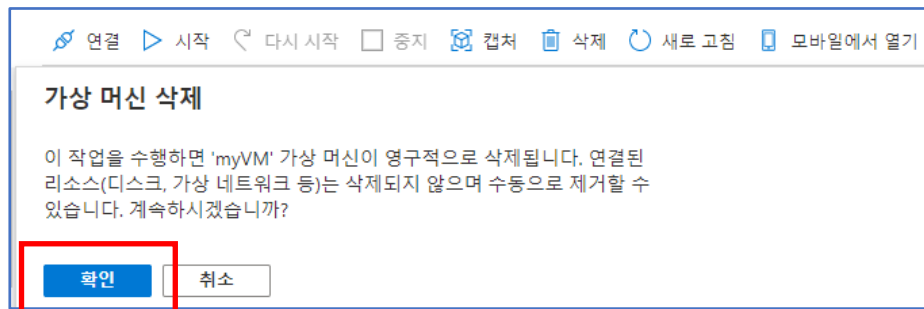 연결 시작 다시 시작 중지 캡처 삭제 새로 고침 모바일에서 열기
가상 머신 삭제
이 작업을 수행하면 'myVM' 가상 머신이 영구적으로 삭제됩니다. 연결된
리소스(디스크, 가상 네트워크 등)는 삭제되지 않으며 수동으로 제거할 수
있습니다. 계속하시겠습니까?
확인 취소